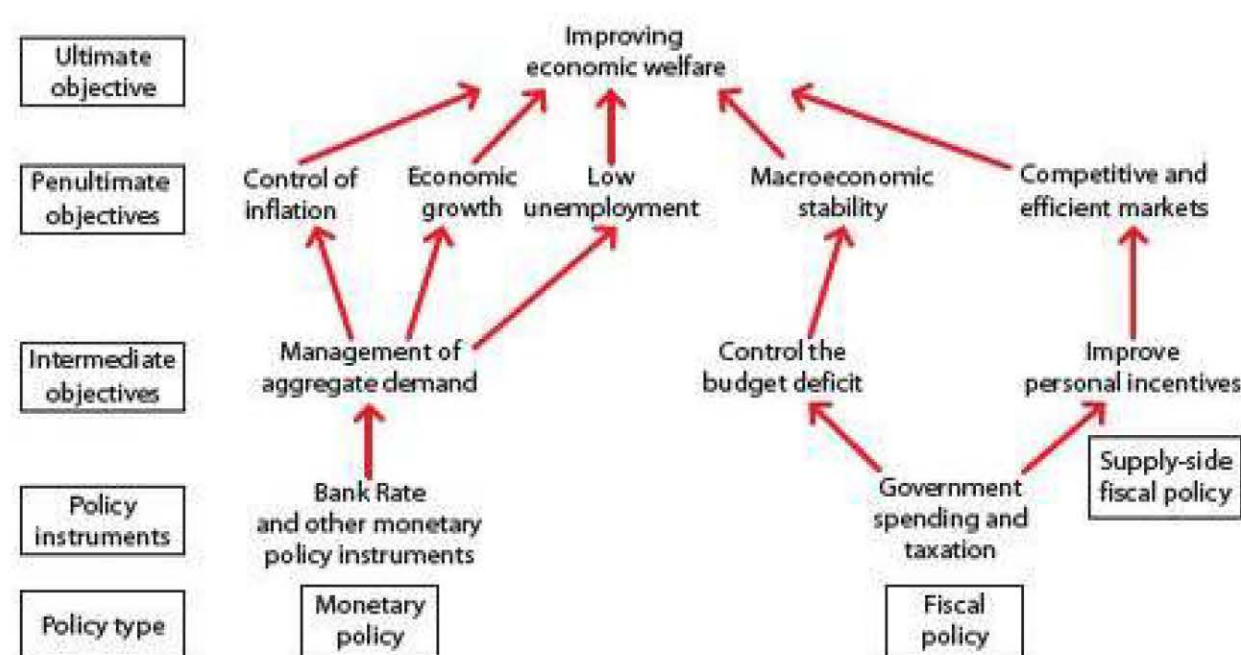 Ultimate
objective
Improving
economic welfare
Penultimate
objectives
Control of
inflation
Economic
growth
Low
unemployment
Macroeconomic
stability
Competitive and
efficient markets
Intermediate
objectives
Management of
aggregate demand
Control the
budget deficit
Improve
personal incentives
Supply-side
fiscal policy
Policy
instruments
Bank Rate
and other monetary
policy instruments
Government
spending and
taxation
Policy type
Monetary
policy
Fiscal
policy